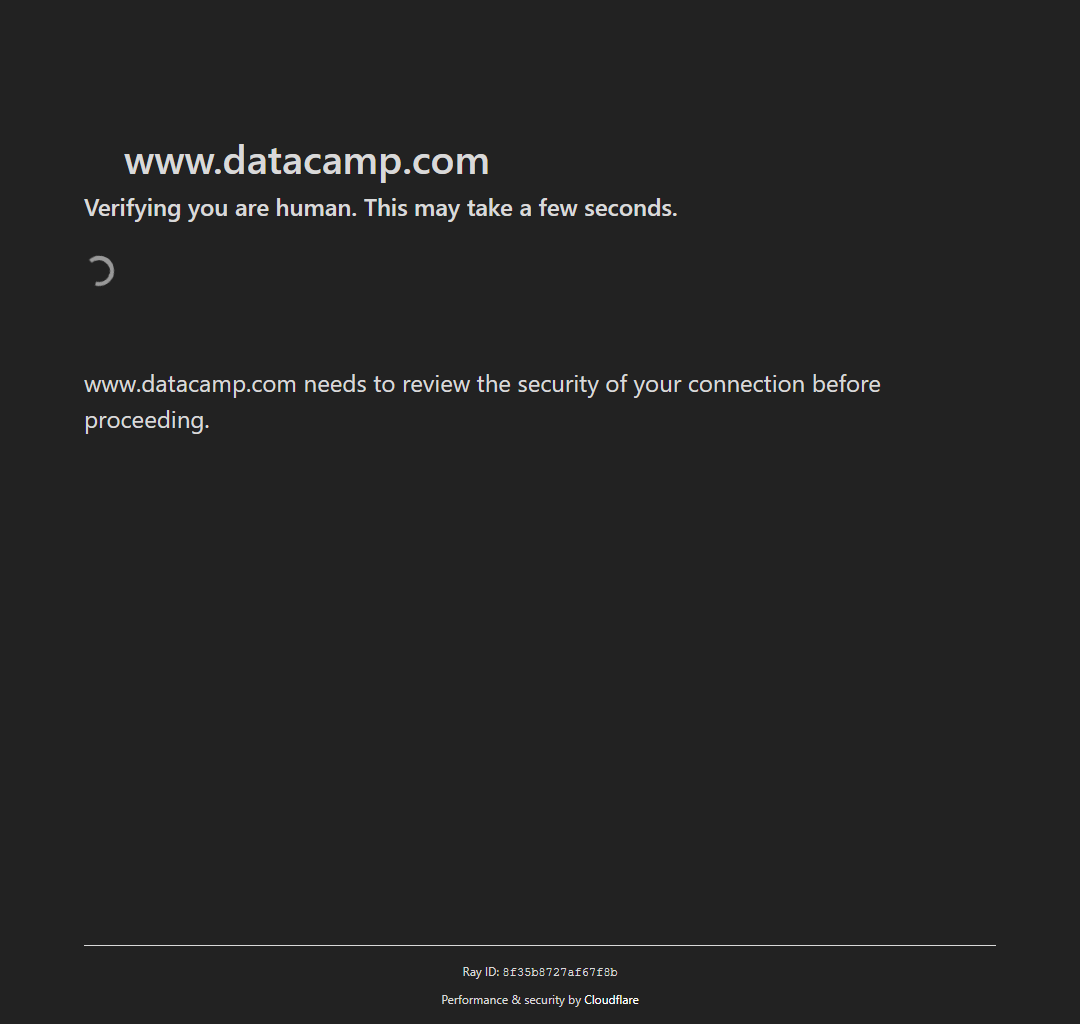 www.datacamp.com
Verifying you are human. This may take a few seconds.
www.datacamp.com needs to review the security of your connection before
proceeding.
Ray ID: 8f35b8727af67f8b
Performance & security by Cloudflare